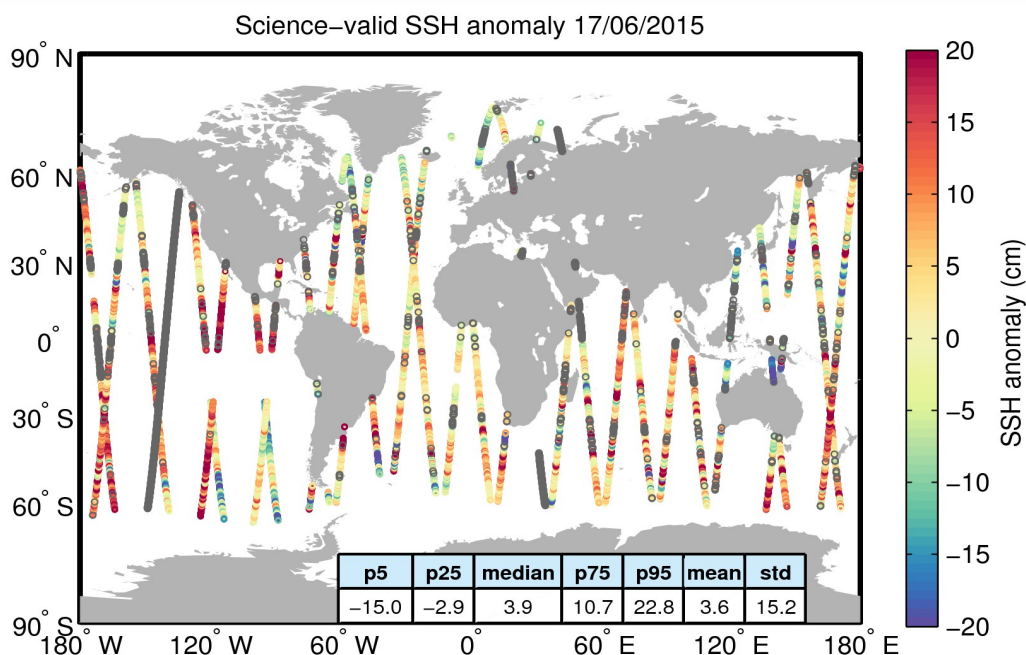 Science−valid SSH anomaly 17/06/2015
90° N
60° N
30° N
0°
30° S
60° S
90° S
180° W
120° W
60° W
0°
60° E
120° E
180° E
p5 p25 median p75 p95 mean std
−15.0 −2.9 3.9 10.7 22.8 3.6 15.2
20
15
10
5
0
−5
−10
−15
−20
SSH anomaly (cm)